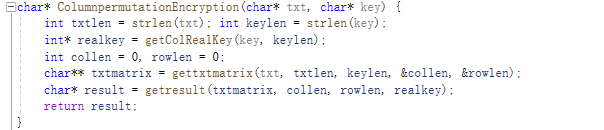 char* ColumnpermutationEncryption(char* txt, char* key) {
    int txtlen = strlen(txt); int keylen = strlen(key);
    int* realkey = getColRealKey(key, keylen);
    int collen = 0, rowlen = 0;
    char** txtmatrix = gettxtmatrix(txt, txtlen, keylen, &collen, &rowlen);
    char* result = getresult(txtmatrix, collen, rowlen, realkey);
    return result;
}